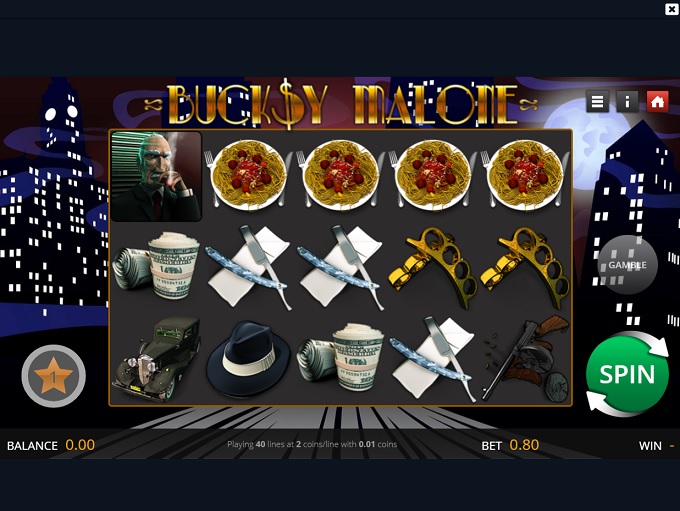 BUCK$Y MALONE
GAMBLE
1
SPIN
BALANCE 0.00
Playing 40 lines at 2 coins/line with 0.01 coins
BET 0.80
WIN -